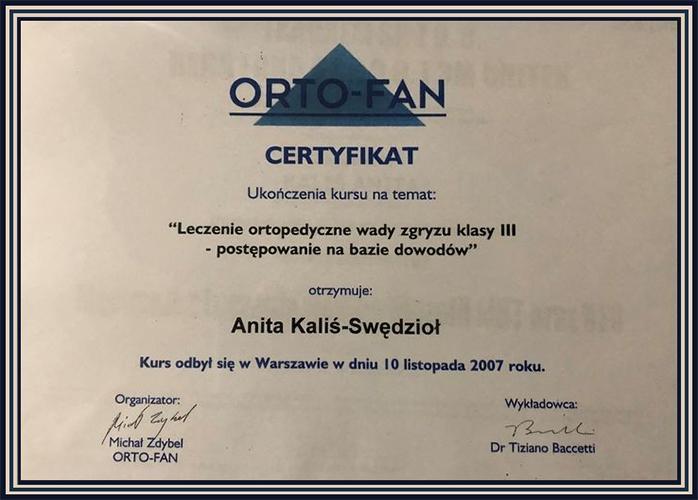 ORTO-FAN
CERTYFIKAT
Ukończenia kursu na temat:
“Leczenie ortopedyczne wady zgryzu klasy III
- postępowanie na bazie dowodów”
otrzymuje:
Anita Kaliś-Swędzioł
Kurs odbył się w Warszawie w dniu 10 listopada 2007 roku.
Organizator:
Michał Zdybel
Michał Zdybel
ORTO-FAN
Wykładowca:
Dr Tiziano Baccetti